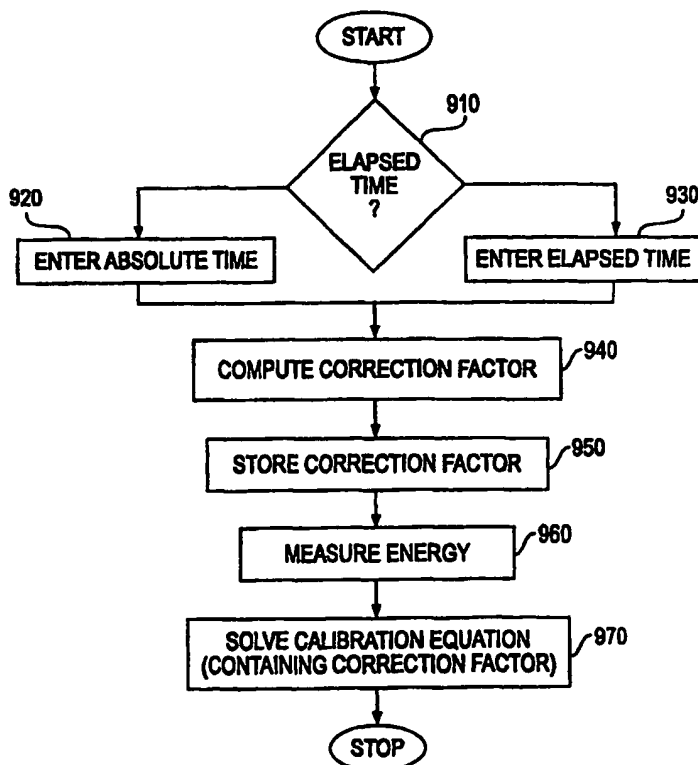 START
910
ELAPSED
TIME
?
920
930
ENTER ABSOLUTE TIME
ENTER ELAPSED TIME
940
COMPUTE CORRECTION FACTOR
950
STORE CORRECTION FACTOR
960
MEASURE ENERGY
970
SOLVE CALIBRATION EQUATION
(CONTAINING CORRECTION FACTOR)
STOP